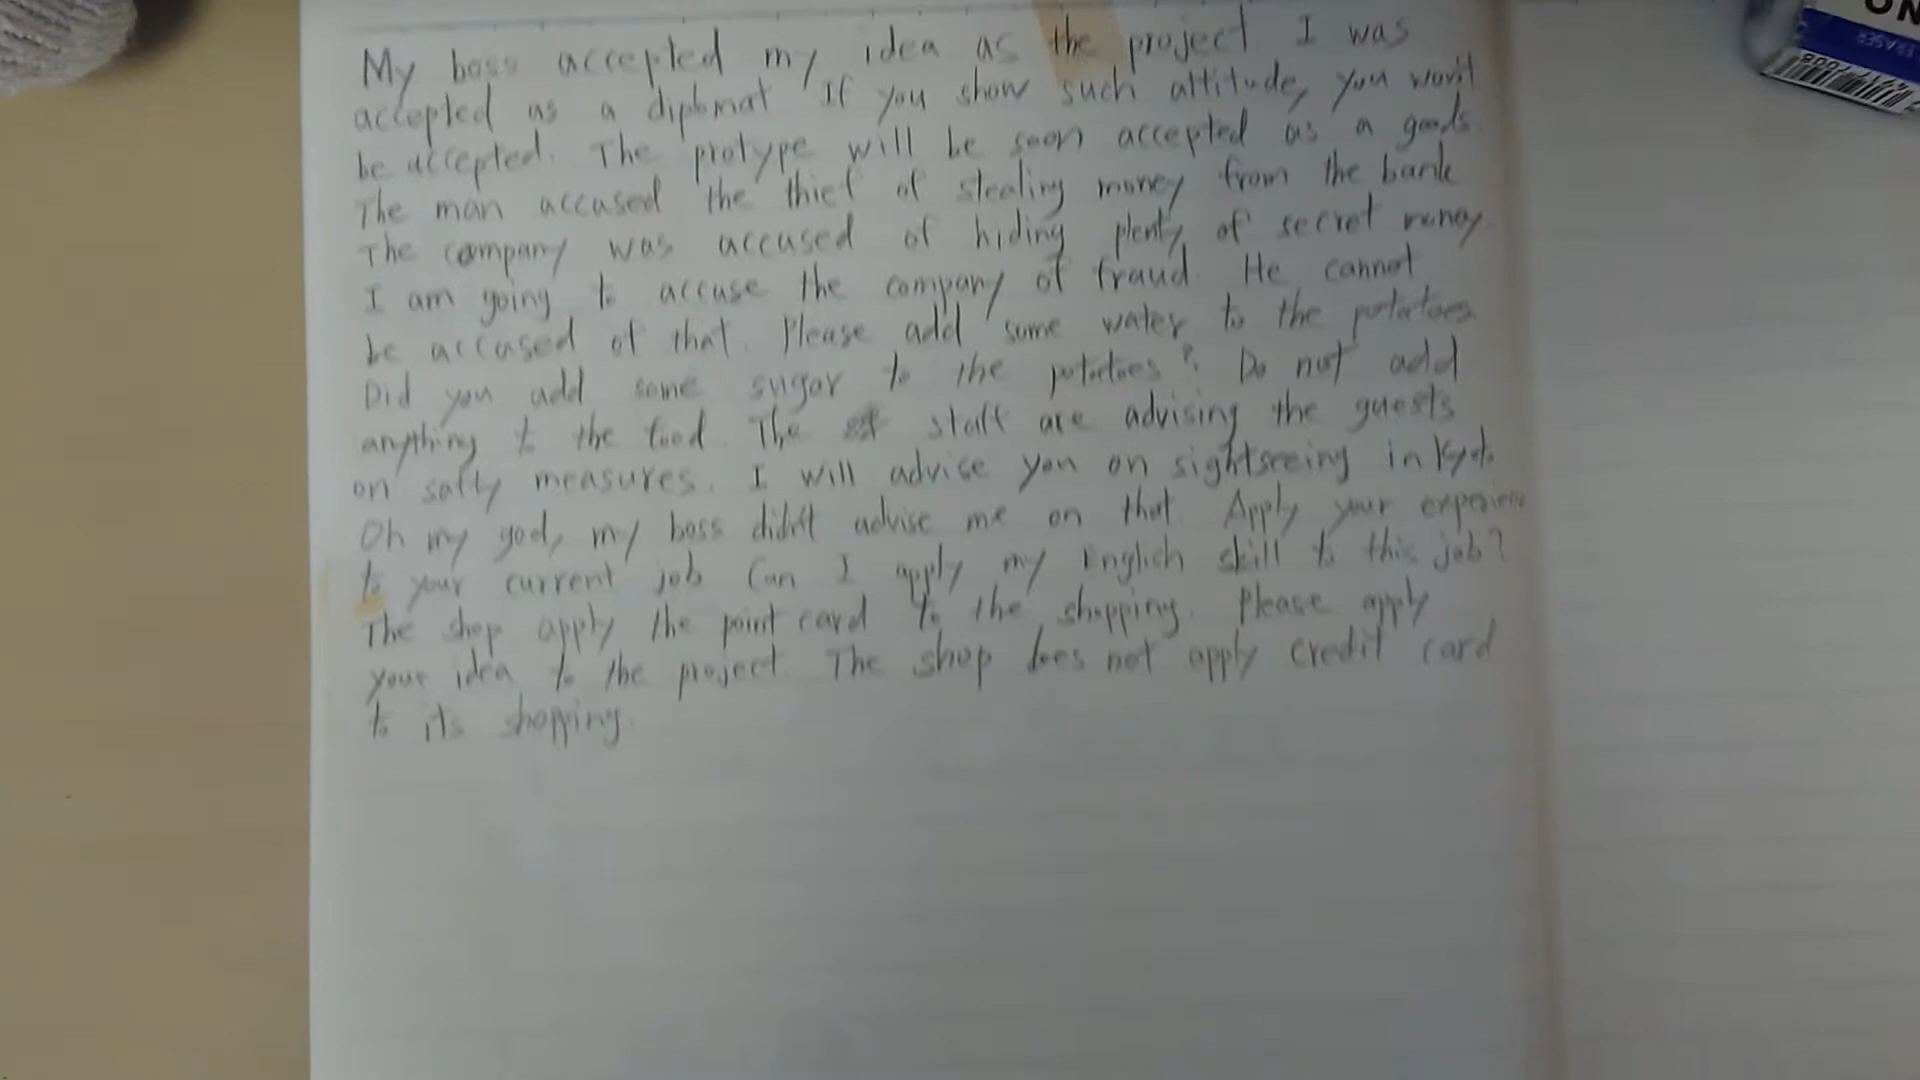 My boss accepted my idea as the project I was
accepted as a diplomat If you show such attitude, you won't
be accepted. The protype will be soon accepted as a goods
The man accused the thief of stealing money from the bank
The company was accused of hiding plenty of secret money.
I am going to accuse the company of fraud. He cannot
be accused of that. Please add some water to the potatoes.
Did you add some sugar to the potatoes? Do not add
anything to the food. The staff are advising the guests
on safty measures. I will advise you on sightseeing in Kyoto
Oh my god, my boss didn't advise me on that. Apply your experience
to your current job Can I apply my English skill to this job?
The shop apply the point card to the shopping. Please apply
your idea to the project. The shop does not apply credit card
to its shopping.
ON
ERASER